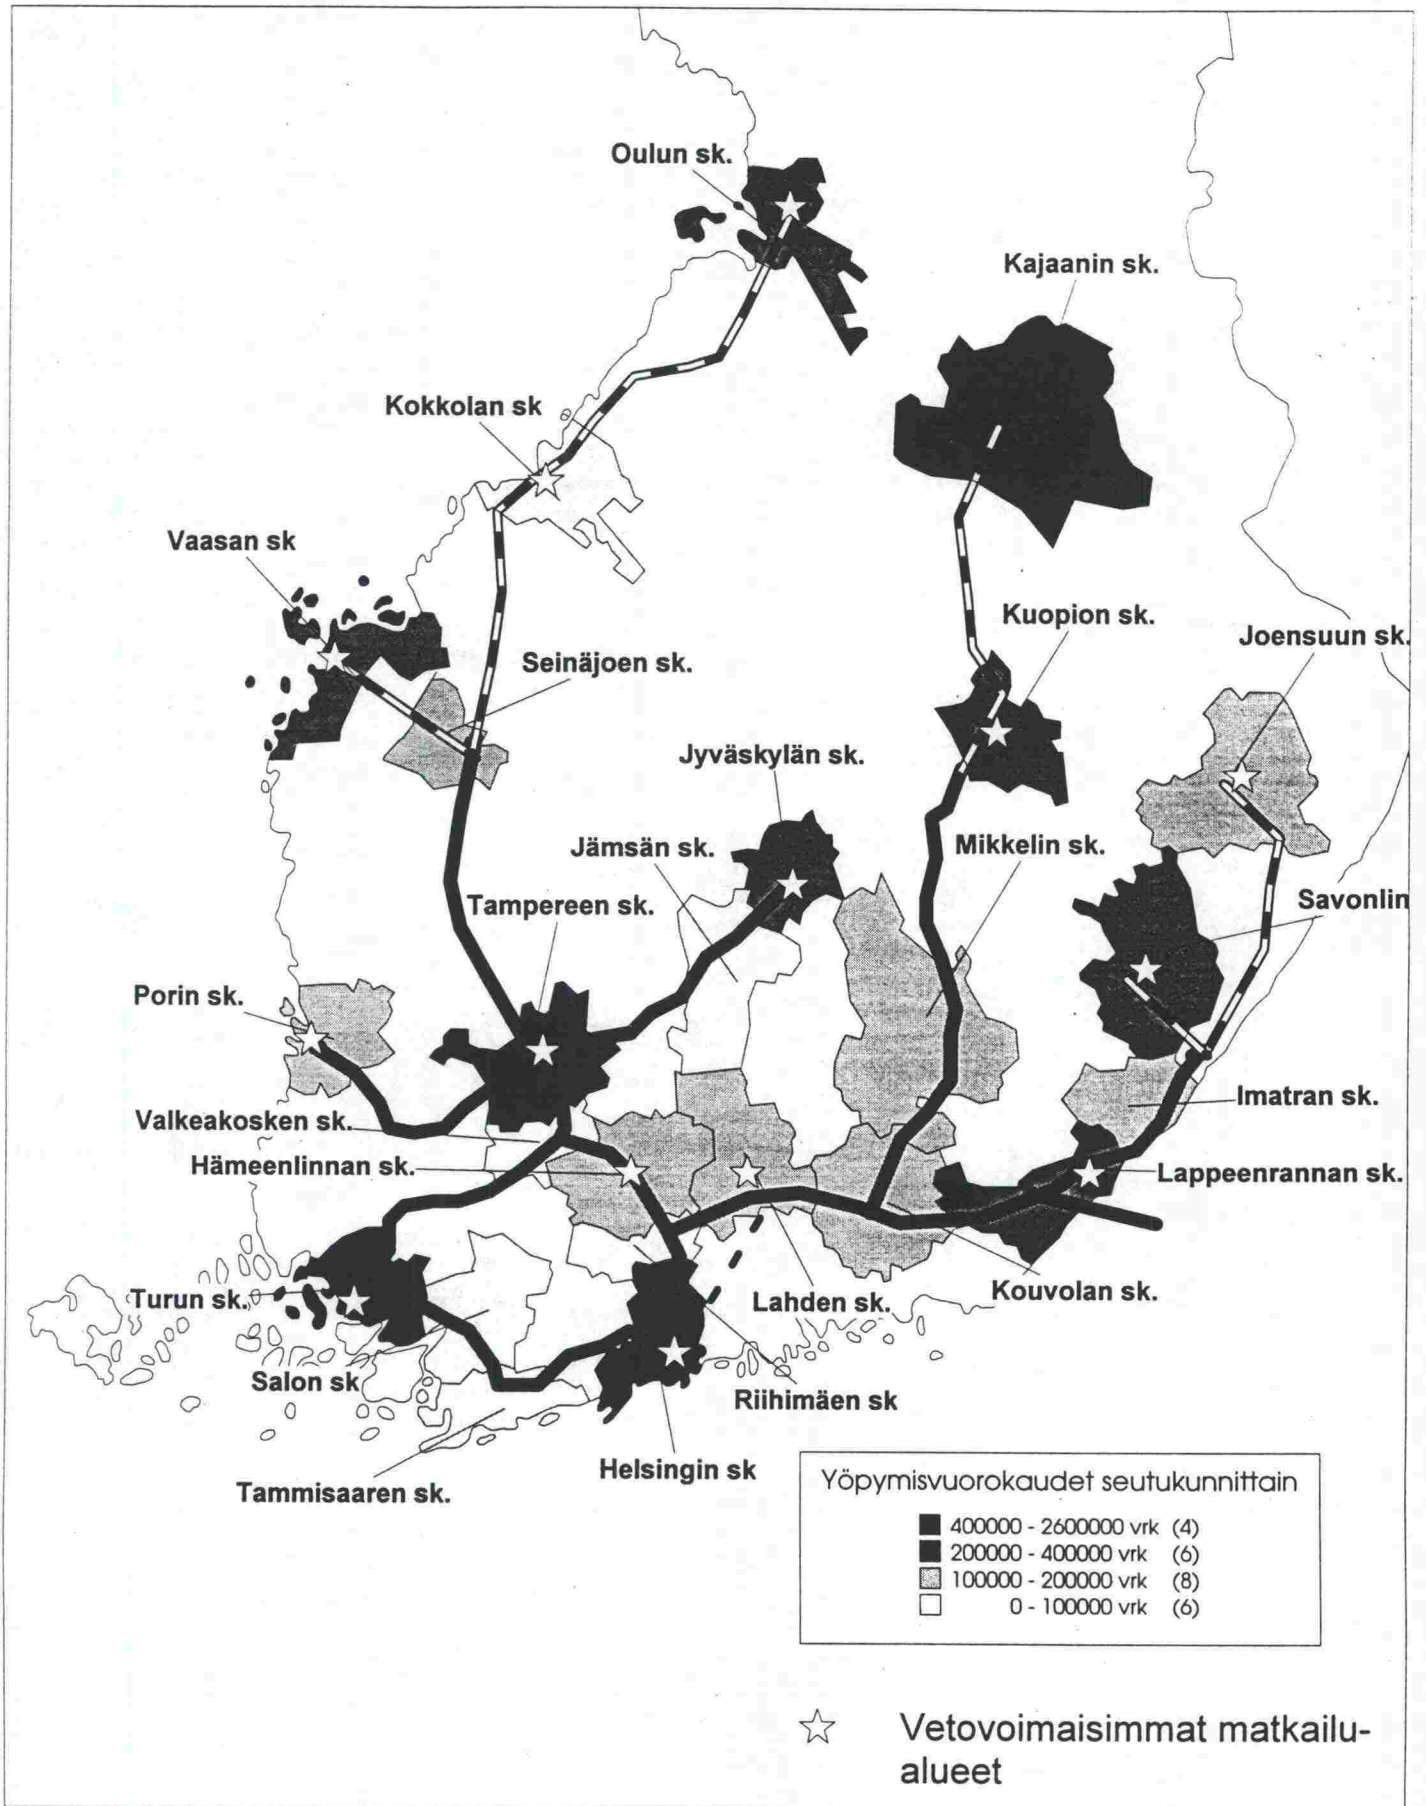 Oulun sk.
Kajaanin sk.
Kokkolan sk
Vaasan sk
Kuopion sk.
Joensuun sk.
Seinäjoen sk.
Jyväskylän sk.
Jämsän sk.
Mikkelin sk.
Tampereen sk.
Savonlin
Porin sk.
Imatran sk.
Valkeakosken sk.
Hämeenlinnan sk.
Lappeenrannan sk.
Turun sk.
Lahden sk.
Kouvolan sk.
Salon sk
Riihimäen sk
Helsingin sk
Tammisaaren sk.
Yöpymisvuorokaudet seutukunnittain
400000 - 2600000 vrk (4)
200000 - 400000 vrk (6)
100000 - 200000 vrk (8)
0 - 100000 vrk (6)
Vetovoimaisimmat matkailu-
alueet